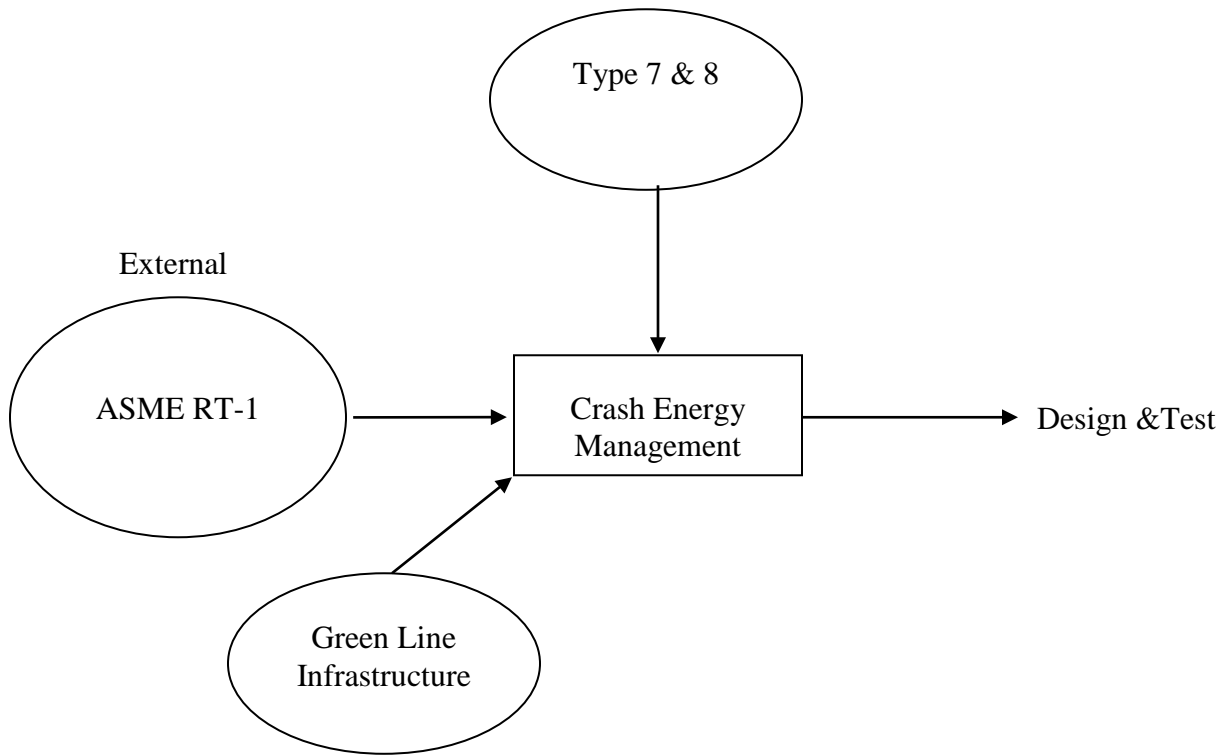 Type 7 & 8
External
ASME RT-1
Crash Energy
Management
Design &Test
Green Line
Infrastructure